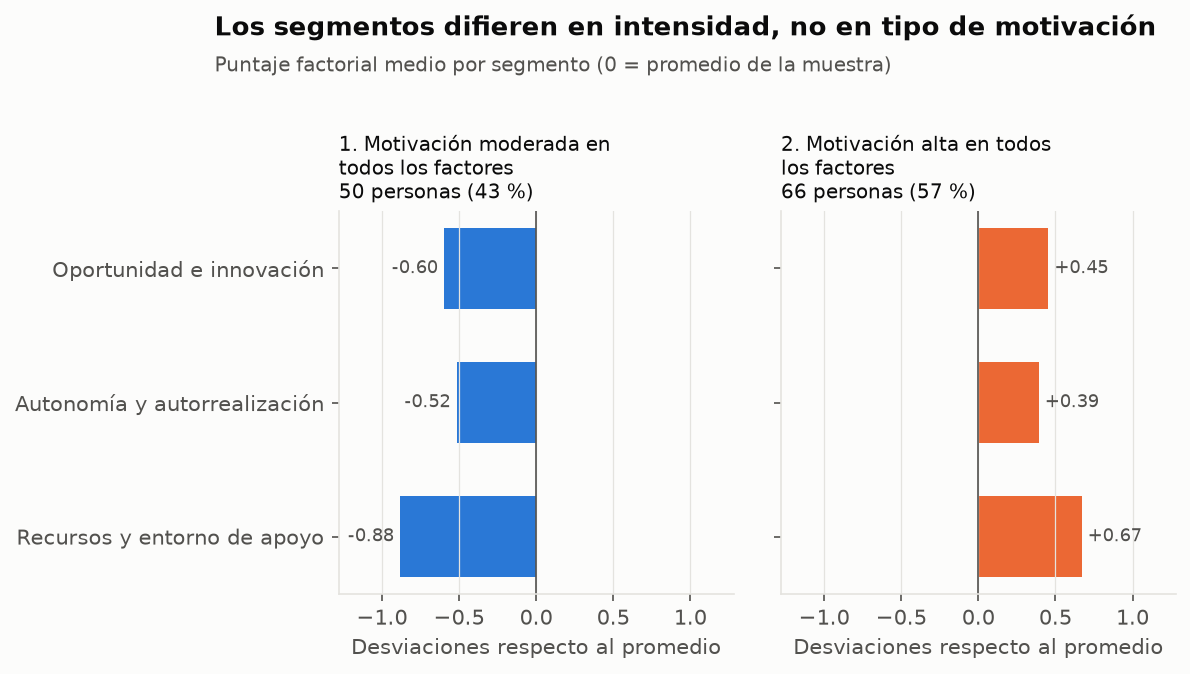 Los segmentos difieren en intensidad, no en tipo de motivación
Puntaje factorial medio por segmento (0 = promedio de la muestra)
1. Motivación moderada en
todos los factores
50 personas (43 %)
2. Motivación alta en todos
los factores
66 personas (57 %)
Oportunidad e innovación
-0.60
+0.45
Autonomía y autorrealización
-0.52
+0.39
Recursos y entorno de apoyo
-0.88
+0.67
−1.0 −0.5 0.0 0.5 1.0
−1.0 −0.5 0.0 0.5 1.0
Desviaciones respecto al promedio
Desviaciones respecto al promedio